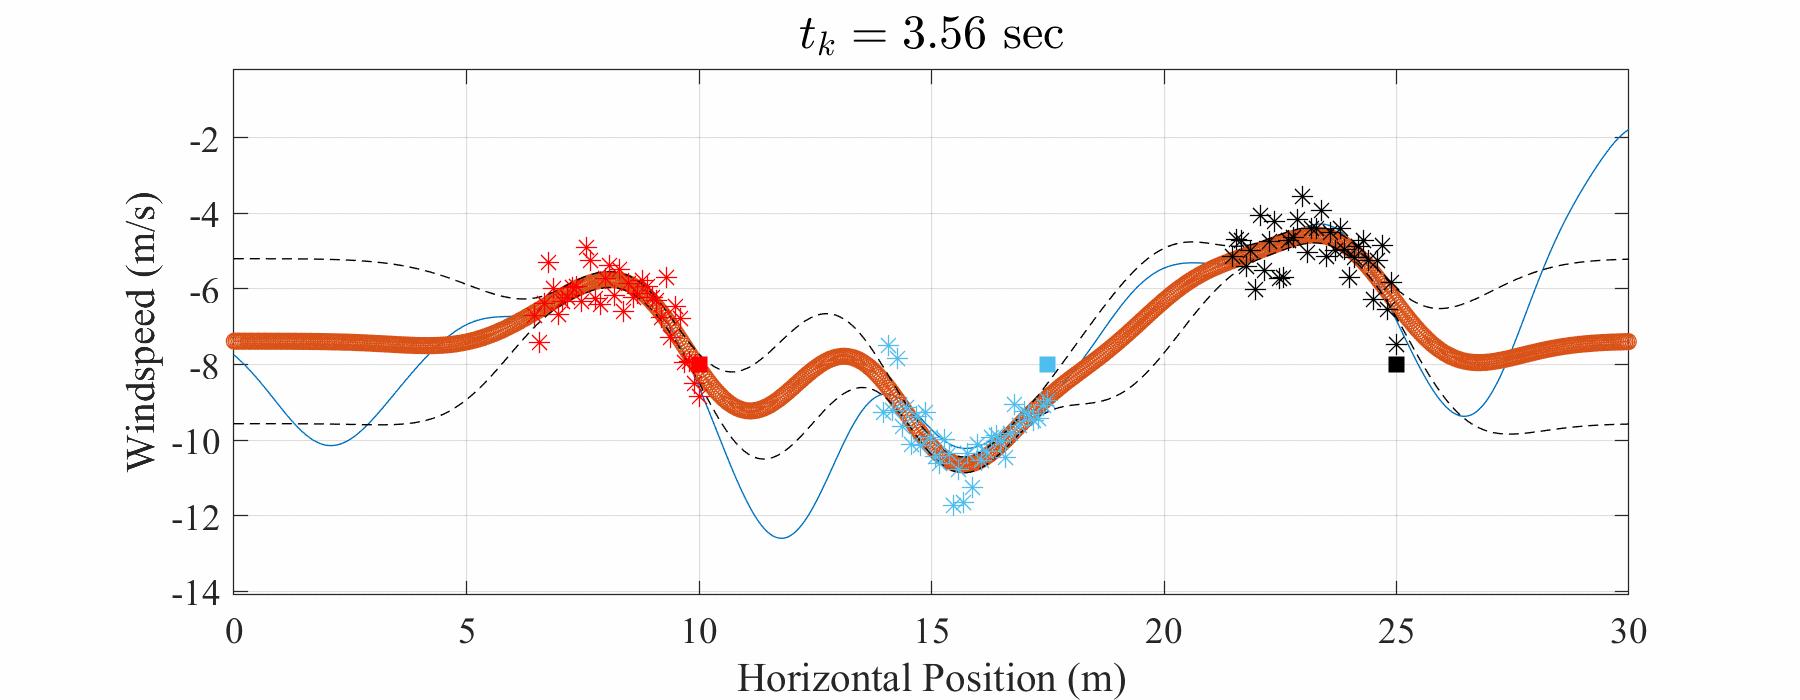 t_k = 3.56 sec
Windspeed (m/s)
-2
-4
-6
-8
-10
-12
-14
0 5 10 15 20 25 30
Horizontal Position (m)